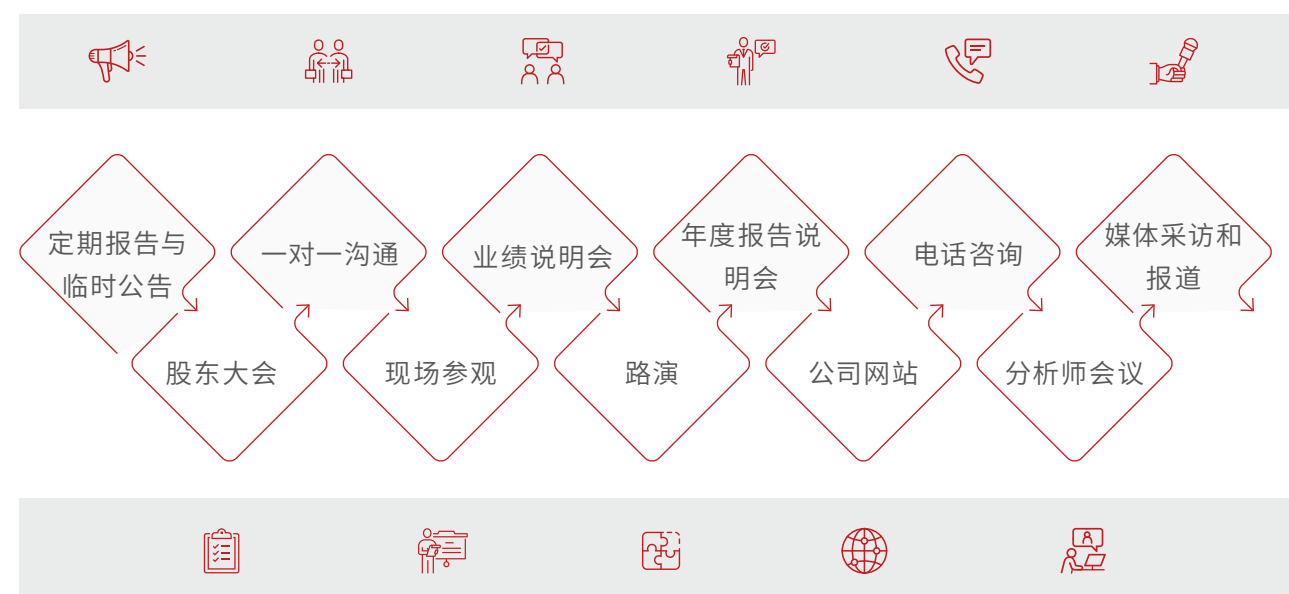 定期报告与
临时公告
一对一沟通
业绩说明会
年度报告说
明会
电话咨询
媒体采访和
报道
股东大会
现场参观
路演
公司网站
分析师会议